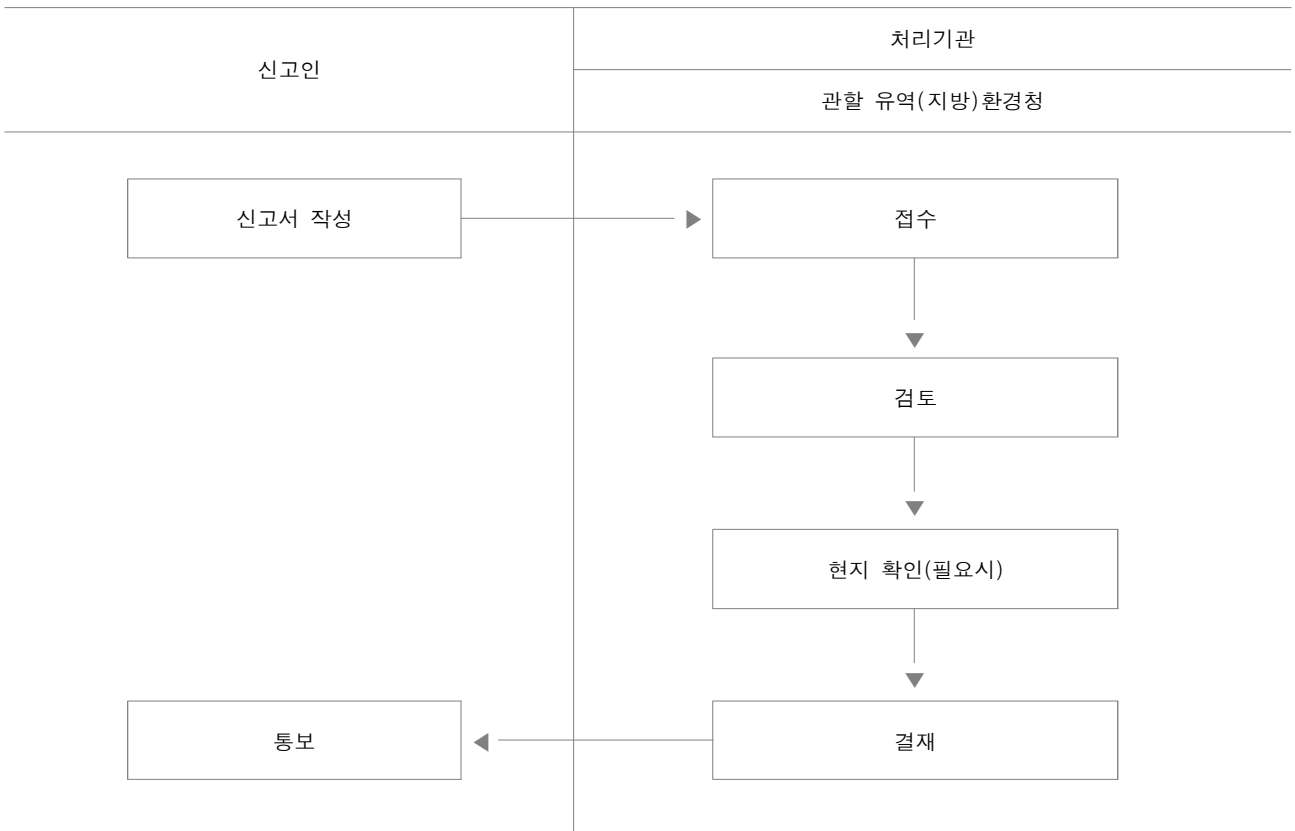 신고인
처리기관
관할 유역(지방)환경청
신고서 작성
접수
검토
현지 확인(필요시)
통보
결재